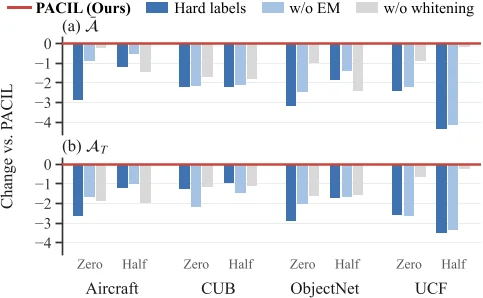 PACIL (Ours) Hard labels w/o EM w/o whitening
(a) Ā
0
−1
−2
−3
−4
(b) A_T
0
−1
−2
−3
−4
Change vs. PACIL
Zero Half Zero Half Zero Half Zero Half
Aircraft CUB ObjectNet UCF